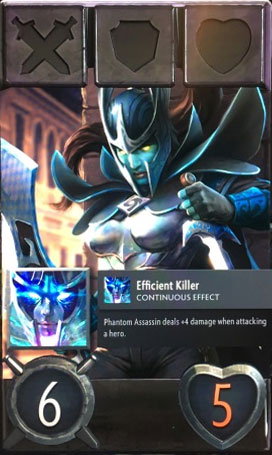 Efficient Killer
CONTINUOUS EFFECT
Phantom Assassin deals +4 damage when attacking
a hero.
6
5